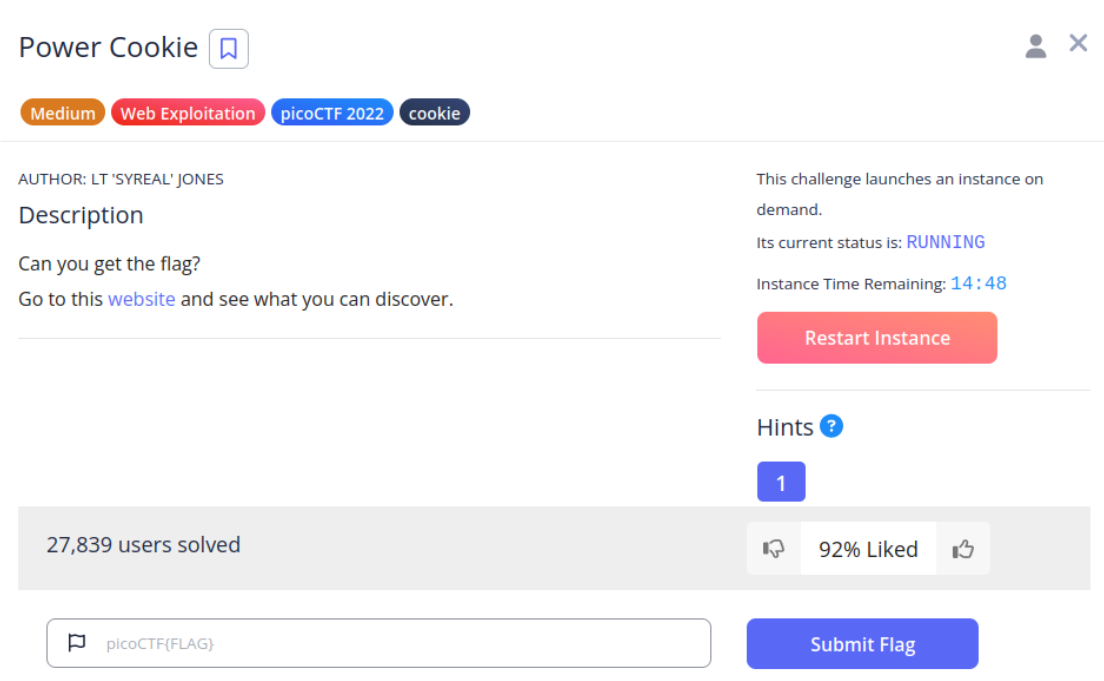 Power Cookie
Medium Web Exploitation picoCTF 2022 cookie
AUTHOR: LT 'SYREAL' JONES
Description
Can you get the flag?
Go to this website and see what you can discover.
This challenge launches an instance on
demand.
Its current status is: RUNNING
Instance Time Remaining: 14:48
Restart Instance
Hints ?
1
27,839 users solved
92% Liked
picoCTF{FLAG}
Submit Flag